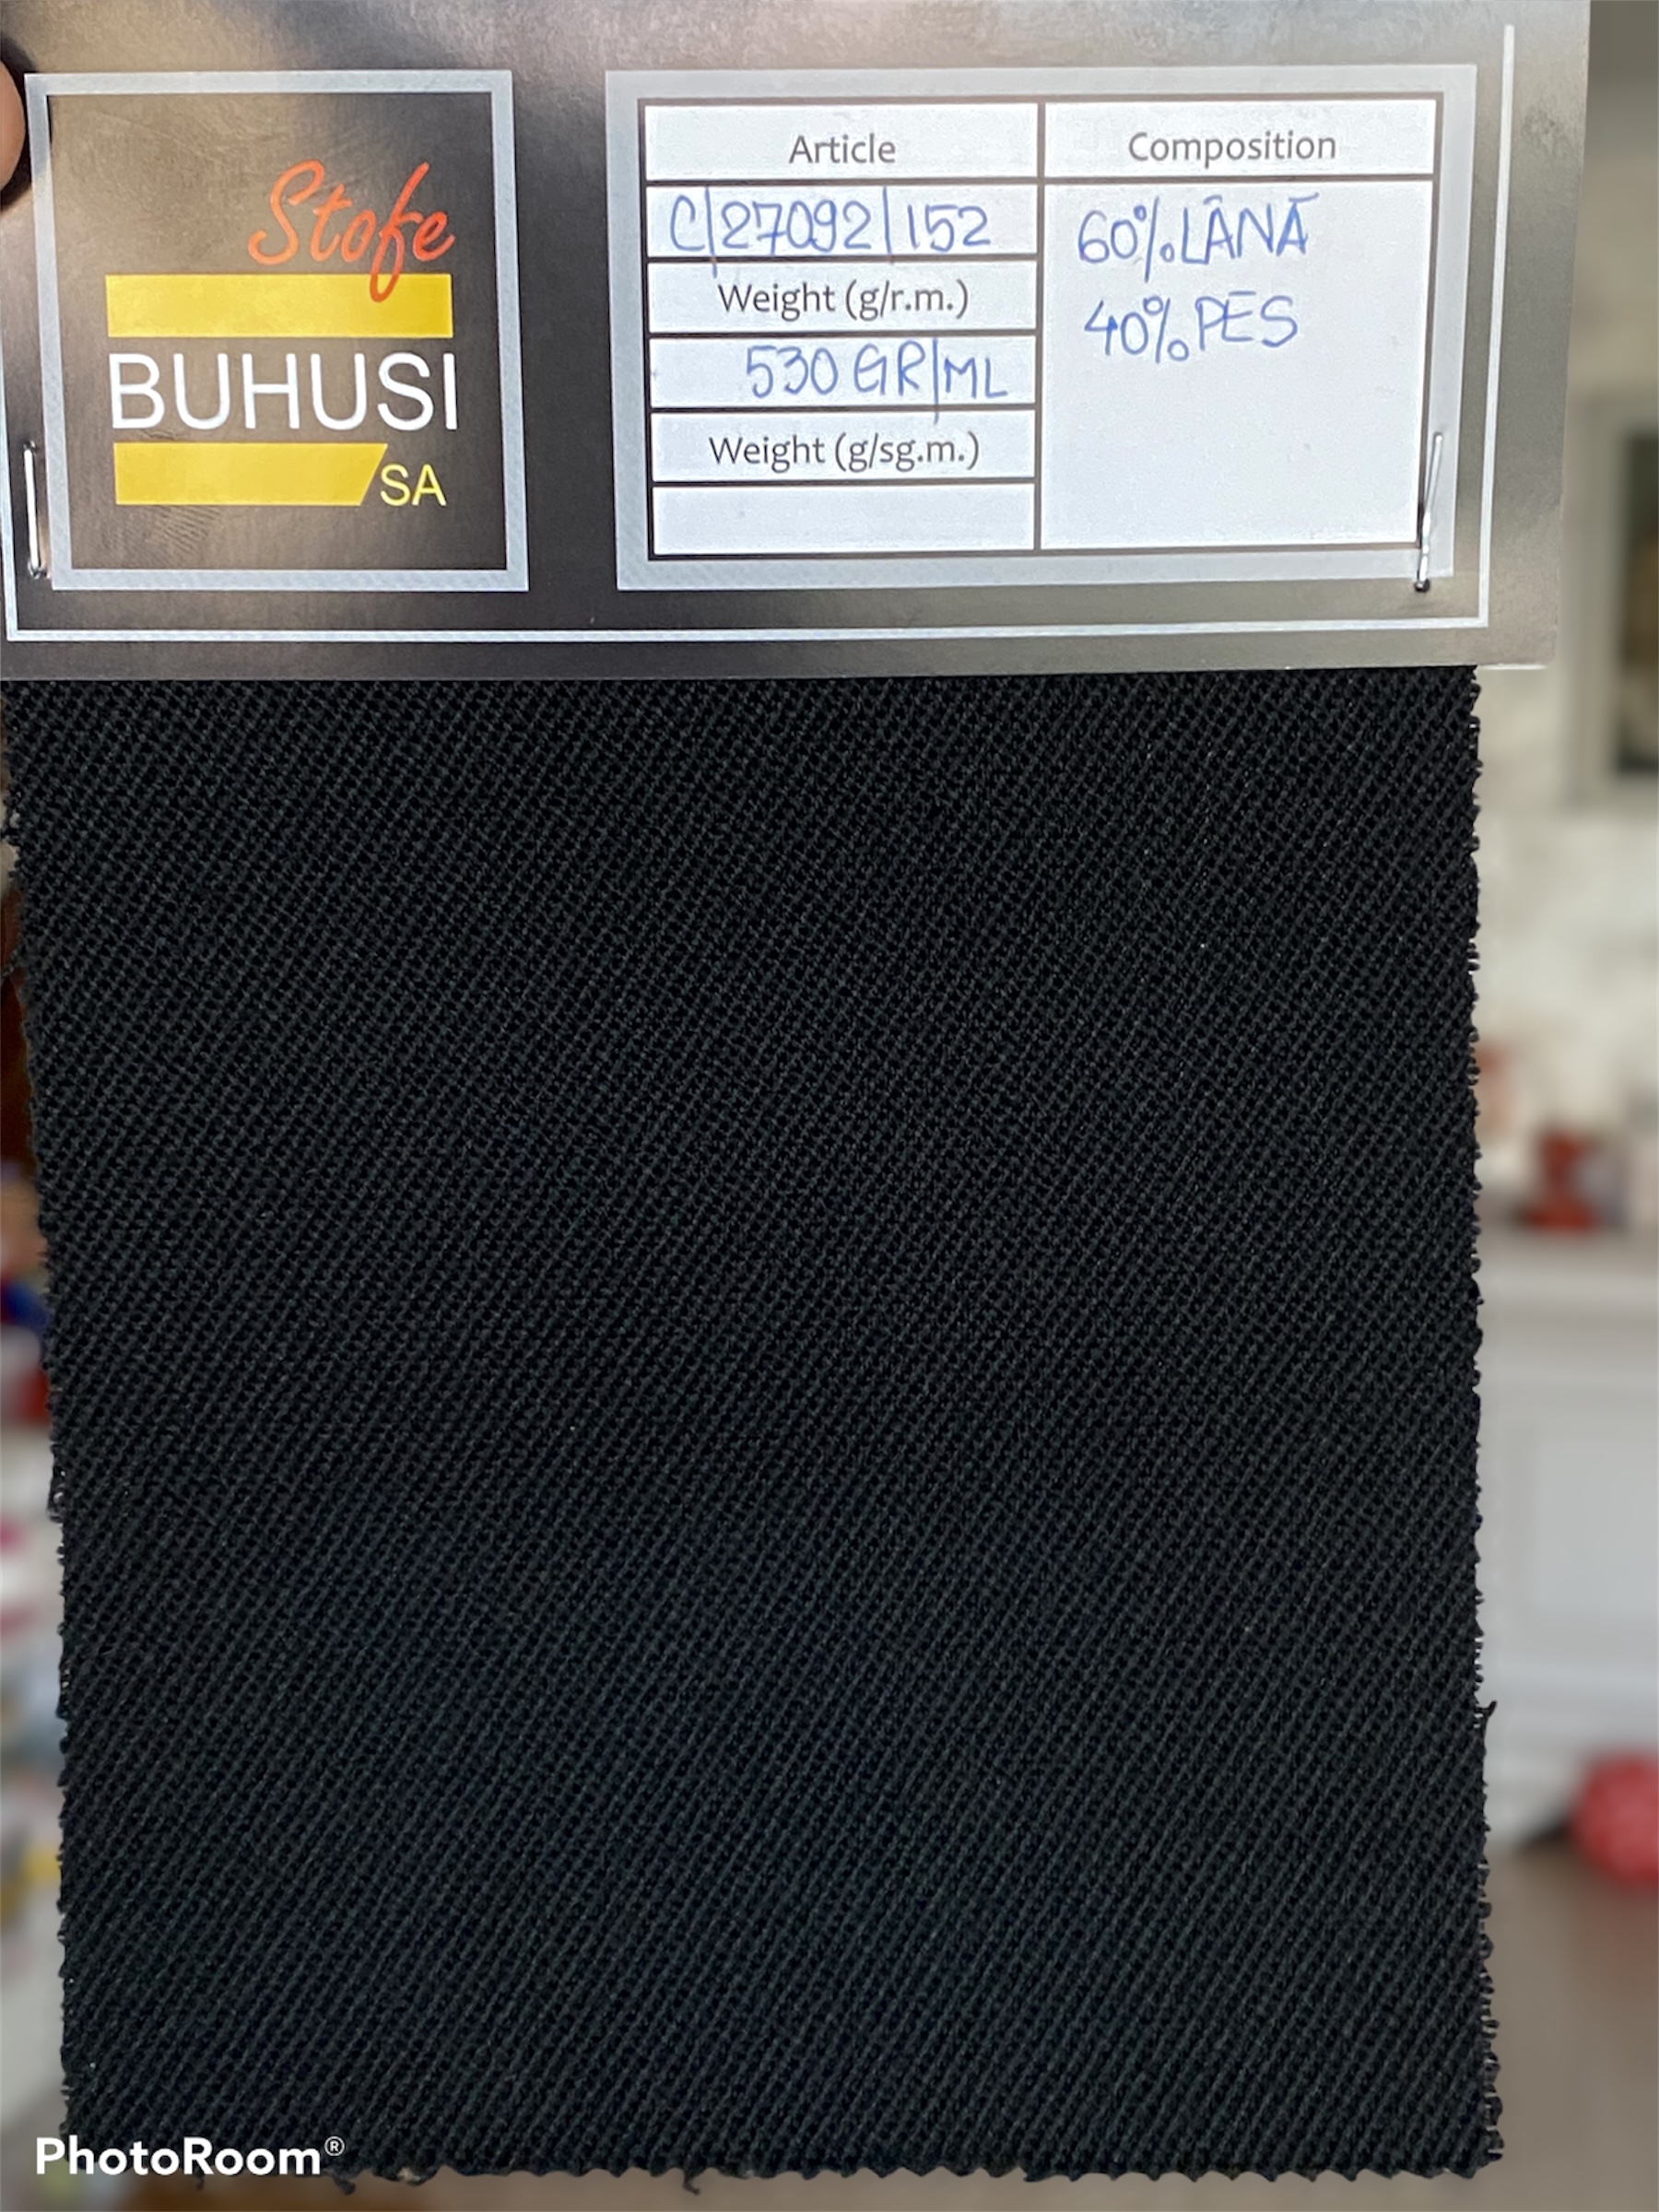 Stofe
BUHUSI
SA
Article
C/27092/152
Weight (g/r.m.)
530 GR/ML
Weight (g/sg.m.)
Composition
60% LÂNĂ
40% PES
PhotoRoom®